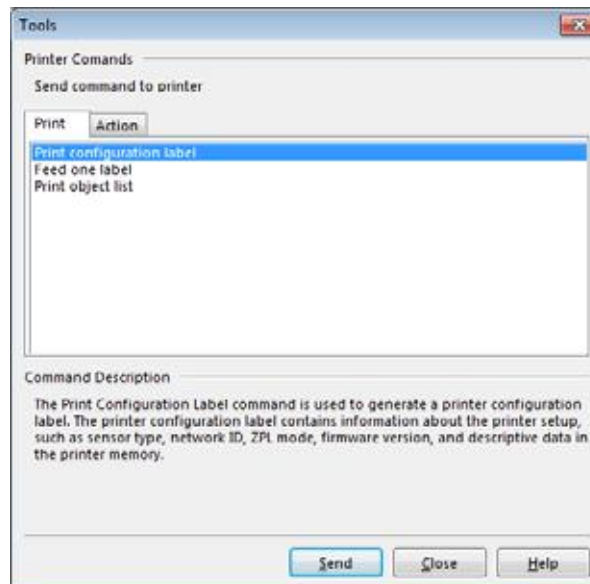 Tools
Printer Comands
Send command to printer
Print
Action
Print configuration label
Feed one label
Print object list
Command Description
The Print Configuration Label command is used to generate a printer configuration
label. The printer configuration label contains information about the printer setup,
such as sensor type, network ID, ZPL mode, firmware version, and descriptive data in
the printer memory.
Send
Close
Help